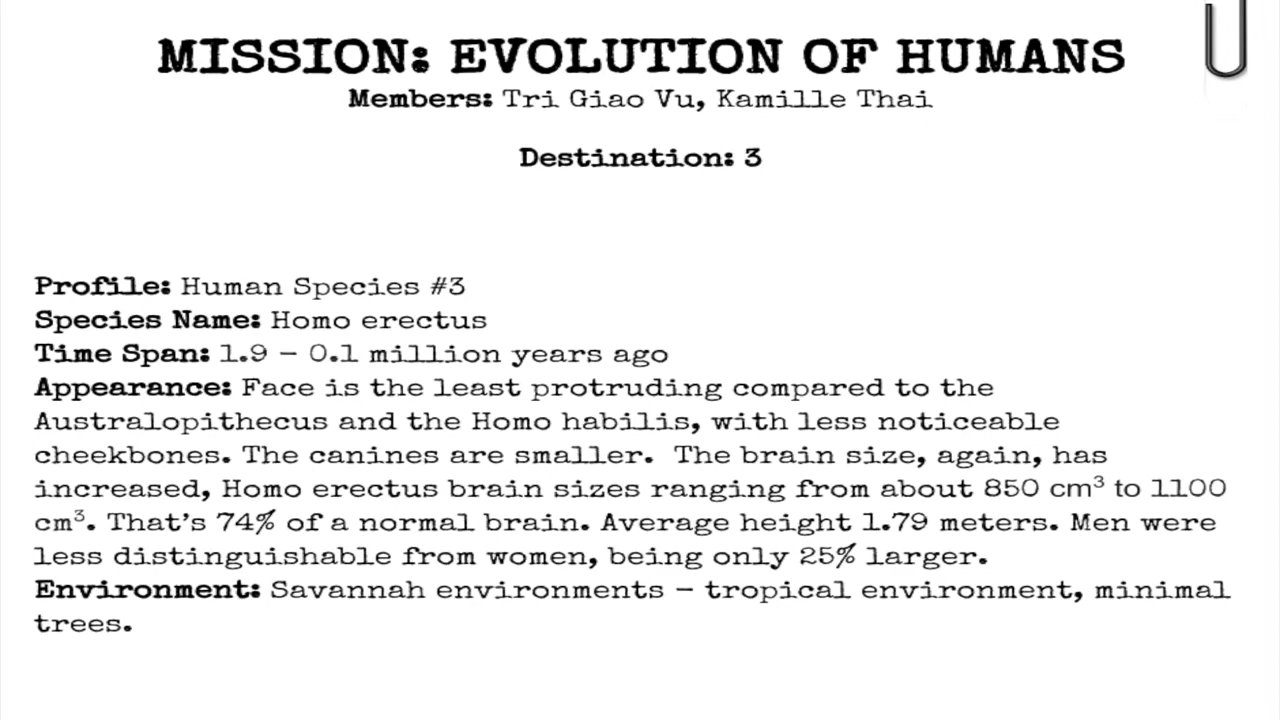 MISSION: EVOLUTION OF HUMANS
Members: Tri Giao Vu, Kamille Thai
Destination: 3
Profile: Human Species #3
Species Name: Homo erectus
Time Span: 1.9 – 0.1 million years ago
Appearance: Face is the least protruding compared to the
Australopithecus and the Homo habilis, with less noticeable
cheekbones. The canines are smaller.  The brain size, again, has
increased, Homo erectus brain sizes ranging from about 850 cm³ to 1100
cm³. That’s 74% of a normal brain. Average height 1.79 meters. Men were
less distinguishable from women, being only 25% larger.
Environment: Savannah environments – tropical environment, minimal
trees.